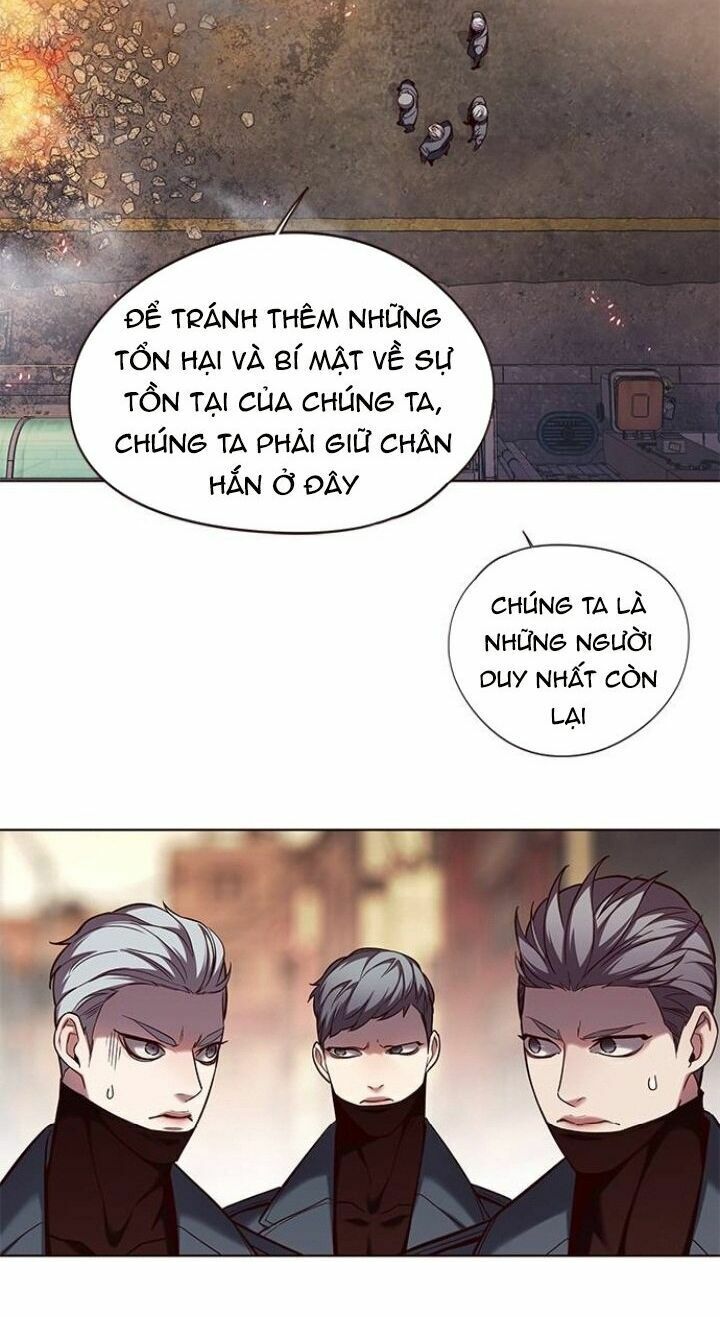 ĐỂ TRÁNH THÊM NHỮNG
TỔN HẠI VÀ BÍ MẬT VỀ SỰ
TỒN TẠI CỦA CHÚNG TA,
CHÚNG TA PHẢI GIỮ CHÂN
HẮN Ở ĐÂY
CHÚNG TA LÀ
NHỮNG NGƯỜI
DUY NHẤT CÒN
LẠI